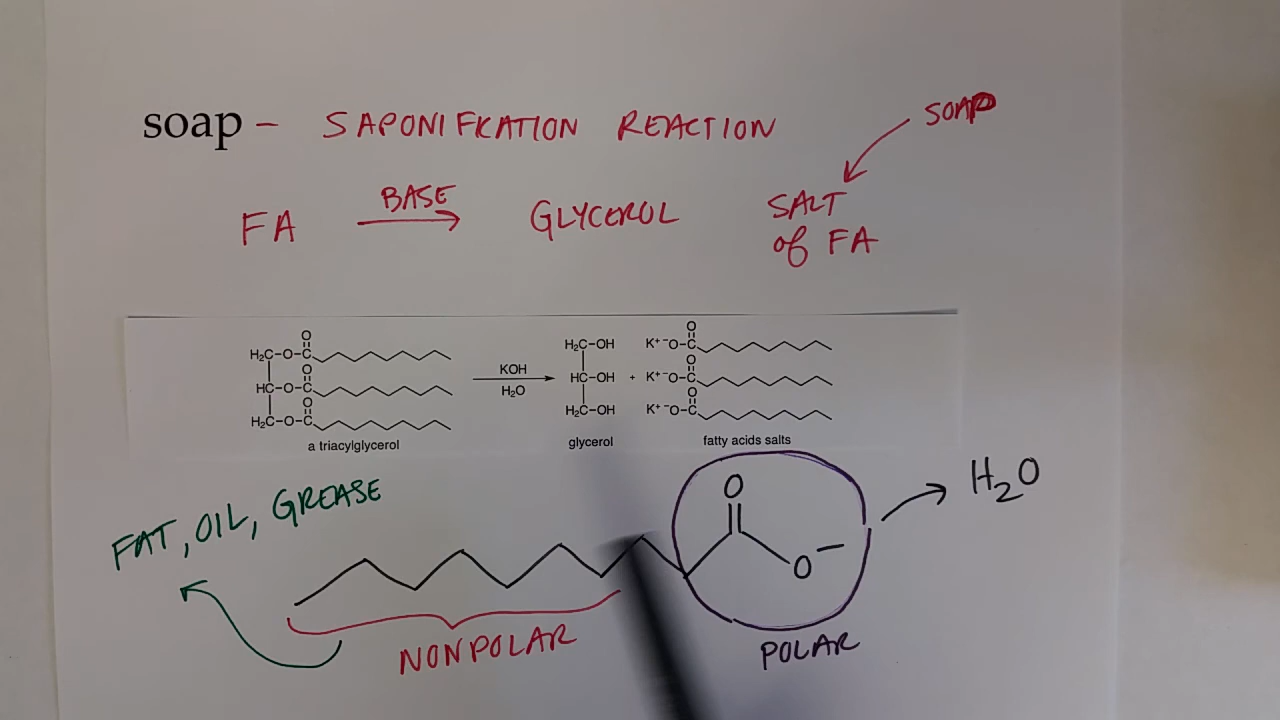 soap – SAPONIFICATION REACTION
SOAP
FA BASE GLYCEROL SALT
of FA
H₂C–O–C O
HC–O–C O
H₂C–O–C O
a triacylglycerol
KOH
H₂O
H₂C–OH
HC–OH
H₂C–OH
glycerol
+
K⁺ ⁻O–C O
K⁺ ⁻O–C O
K⁺ ⁻O–C O
fatty acids salts
FAT, OIL, GREASE
O
O –
H₂O
NONPOLAR
POLAR